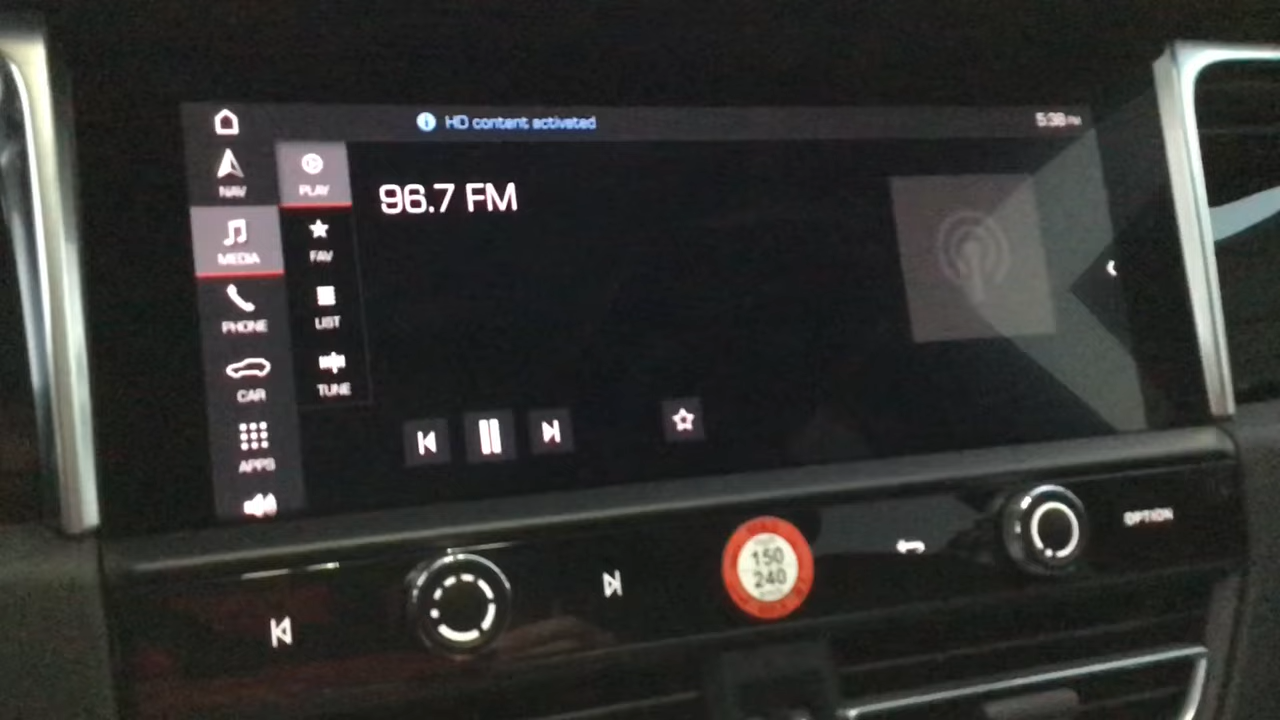 HD content activated
5:38 PM
NAV
PLAY
96.7 FM
MEDIA
FAV
PHONE
LIST
CAR
TUNE
APPS
OPTION
150
240